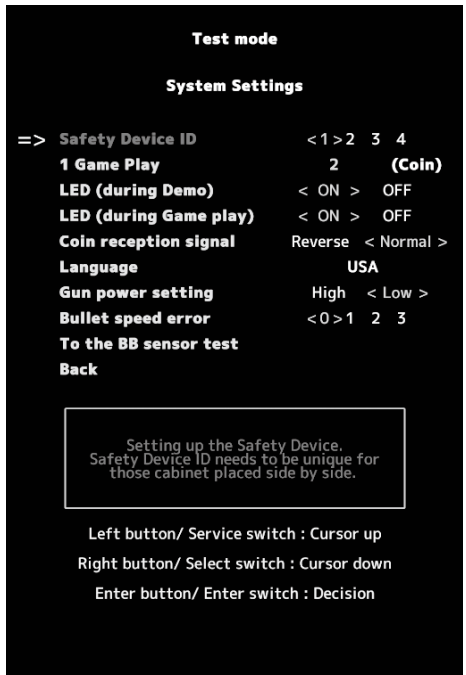 Test mode
System Settings
=> Safety Device ID <1>2 3 4
1 Game Play 2 (Coin)
LED (during Demo) < ON > OFF
LED (during Game play) < ON > OFF
Coin reception signal Reverse < Normal >
Language USA
Gun power setting High < Low >
Bullet speed error <0>1 2 3
To the BB sensor test
Back
Setting up the Safety Device.
Safety Device ID needs to be unique for
those cabinet placed side by side.
Left button/ Service switch : Cursor up
Right button/ Select switch : Cursor down
Enter button/ Enter switch : Decision